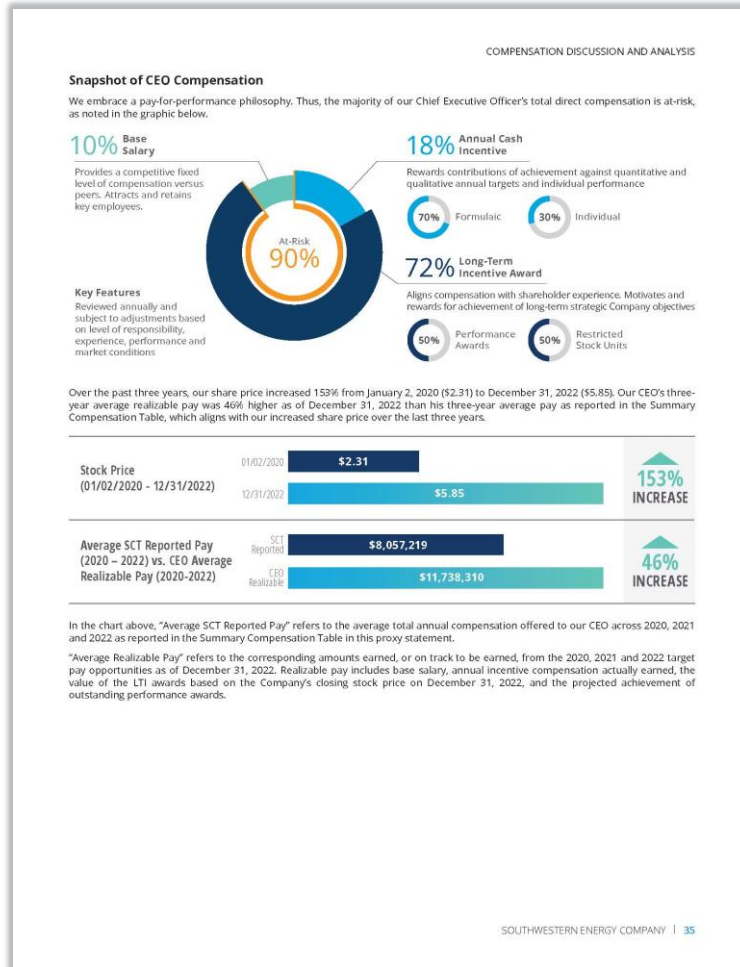 COMPENSATION DISCUSSION AND ANALYSIS
Snapshot of CEO Compensation
We embrace a pay-for-performance philosophy. Thus, the majority of our Chief Executive Officer's total direct compensation is at-risk,
as noted in the graphic below.
10% Base
Salary
Provides a competitive fixed
level of compensation versus
peers. Attracts and retains
key employees.
Key Features
Reviewed annually and
subject to adjustments based
on level of responsibility,
experience, performance and
market conditions
At-Risk
90%
18% Annual Cash
Incentive
Rewards contributions of achievement against quantitative and
qualitative annual targets and individual performance
70% Formulaic 30% Individual
72% Long-Term
Incentive Award
Aligns compensation with shareholder experience. Motivates and
rewards for achievement of long-term strategic Company objectives
50% Performance
Awards
50% Restricted
Stock Units
Over the past three years, our share price increased 153% from January 2, 2020 ($2.31) to December 31, 2022 ($5.85). Our CEO's three-
year average realizable pay was 46% higher as of December 31, 2022 than his three-year average pay as reported in the Summary
Compensation Table, which aligns with our increased share price over the last three years.
Stock Price
(01/02/2020 - 12/31/2022)
01/02/2020 $2.31
12/31/2022 $5.85
153%
INCREASE
Average SCT Reported Pay
(2020 – 2022) vs. CEO Average
Realizable Pay (2020-2022)
SCT
Reported
$8,057,219
CEO
Realizable
$11,738,310
46%
INCREASE
In the chart above, "Average SCT Reported Pay" refers to the average total annual compensation offered to our CEO across 2020, 2021
and 2022 as reported in the Summary Compensation Table in this proxy statement.
"Average Realizable Pay" refers to the corresponding amounts earned, or on track to be earned, from the 2020, 2021 and 2022 target
pay opportunities as of December 31, 2022. Realizable pay includes base salary, annual incentive compensation actually earned, the
value of the LTI awards based on the Company's closing stock price on December 31, 2022, and the projected achievement of
outstanding performance awards.
SOUTHWESTERN ENERGY COMPANY | 35